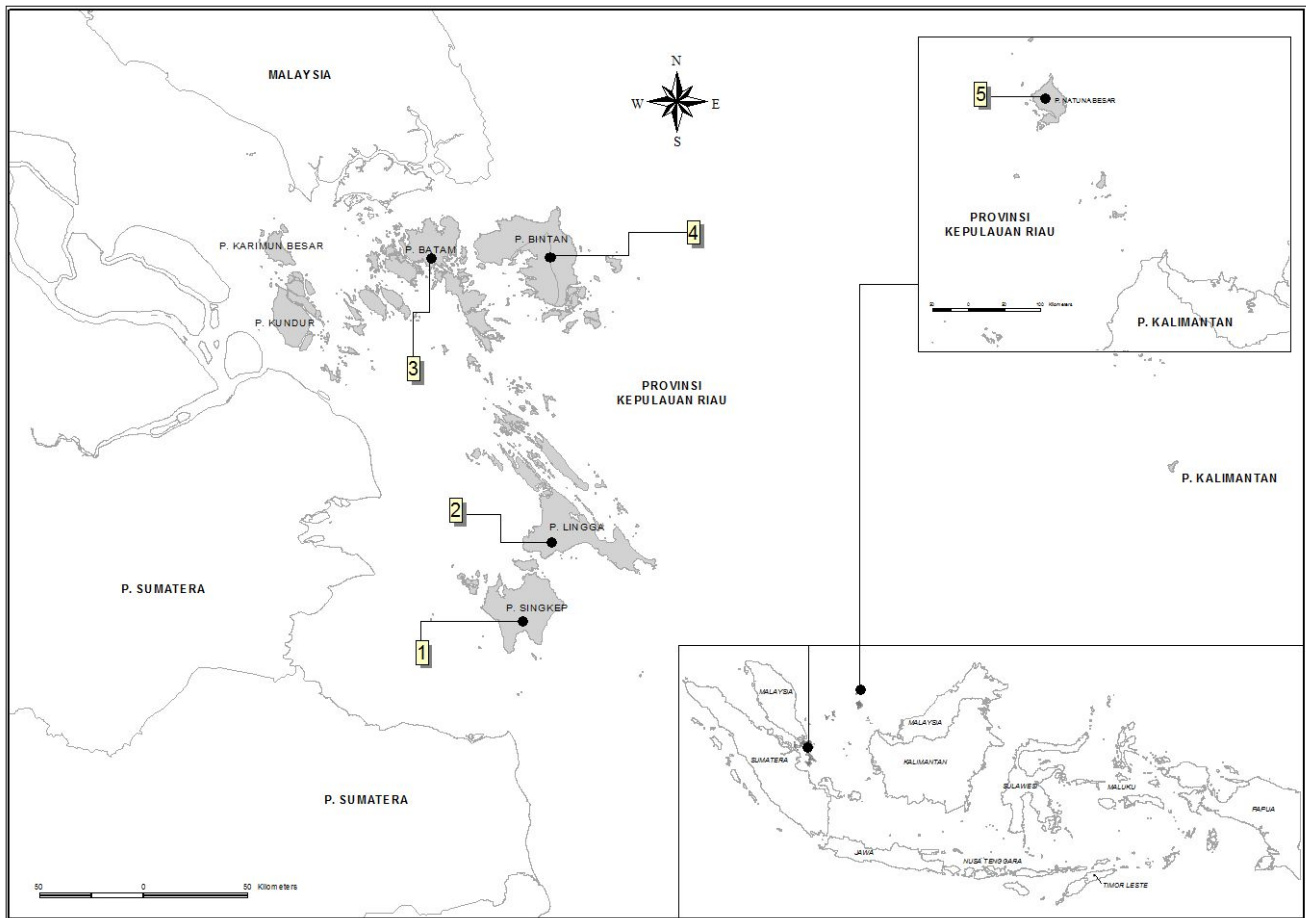 MALAYSIA
N
W
E
S
P. KARIMUN BESAR
P. BATAM
P. BINTAN
4
P. KUNDUR
3
PROVINSI
KEPULAUAN RIAU
2
P. LINGGA
P. SUMATERA
P. SINGKEP
1
P. SUMATERA
50 0 50 Kilometers
5
P. NATUNA BESAR
PROVINSI
KEPULAUAN RIAU
50 0 50 100 Kilometers
P. KALIMANTAN
P. KALIMANTAN
MALAYSIA
MALAYSIA
SUMATERA
KALIMANTAN
SULAWESI
MALUKU
PAPUA
JAWA
NUSA TENGGARA
TIMOR LESTE